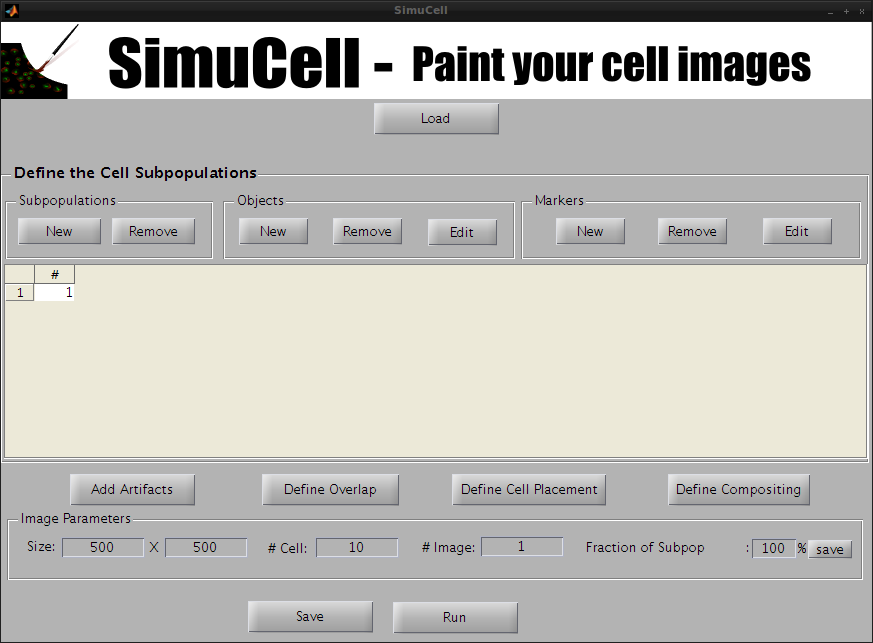 SimuCell
SimuCell - Paint your cell images
Load
Define the Cell Subpopulations
Subpopulations Objects Markers
New Remove New Remove Edit New Remove Edit
#
1 1
Add Artifacts Define Overlap Define Cell Placement Define Compositing
Image Parameters
Size: 500 X 500 # Cell: 10 # Image: 1 Fraction of Subpop : 100 % save
Save Run